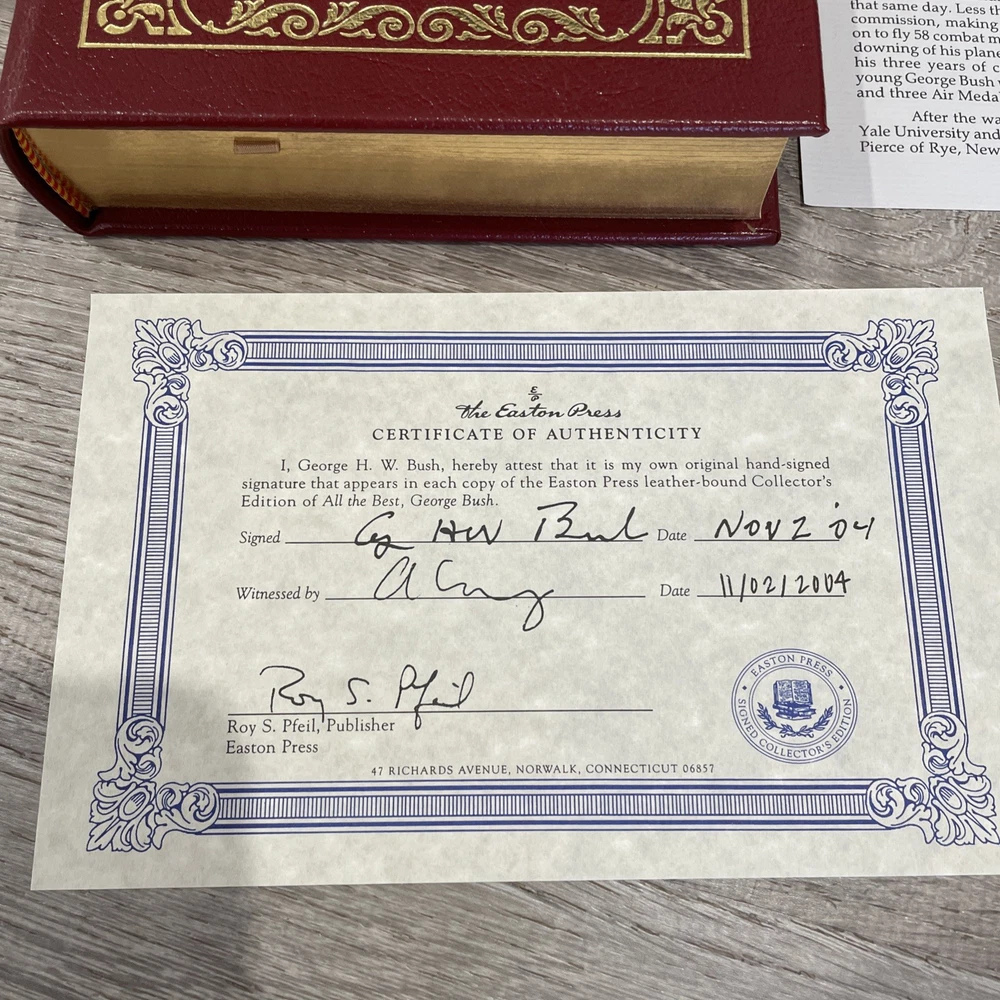 that same day. Less th
commission, making
on to fly 58 combat m
downing of his plane
his three years of c
young George Bush
and three Air Meda
After the wa
Yale University and
Pierce of Rye, New
E P
The Easton Press
CERTIFICATE OF AUTHENTICITY
I, George H. W. Bush, hereby attest that it is my own original hand-signed
signature that appears in each copy of the Easton Press leather-bound Collector's
Edition of All the Best, George Bush.
Signed G HW Bush Date NOV 2 '04
Witnessed by Date 11/02/2004
Roy S. Pfeil
Roy S. Pfeil, Publisher
Easton Press
EASTON PRESS
SIGNED COLLECTOR'S EDITION
47 RICHARDS AVENUE, NORWALK, CONNECTICUT 06857